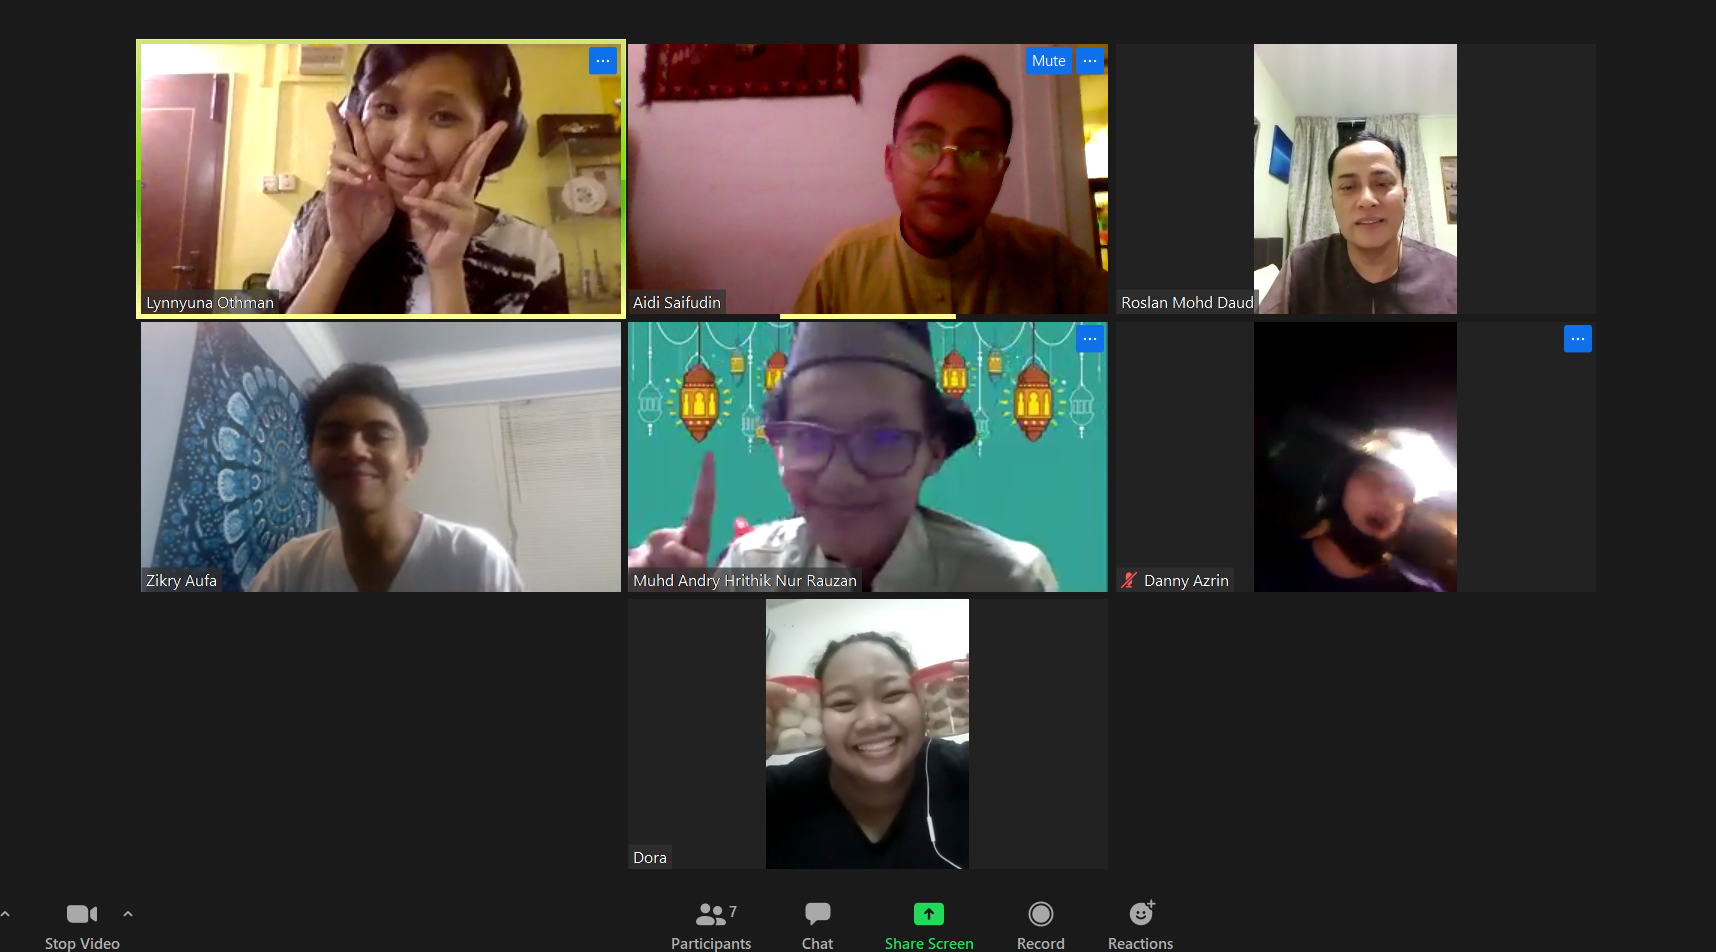 Mute
Lynnyuna Othman
Aidi Saifudin
Roslan Mohd Daud
Zikry Aufa
Muhd Andry Hrithik Nur Rauzan
Danny Azrin
Dora
7
Stop Video
Participants
Chat
Share Screen
Record
Reactions